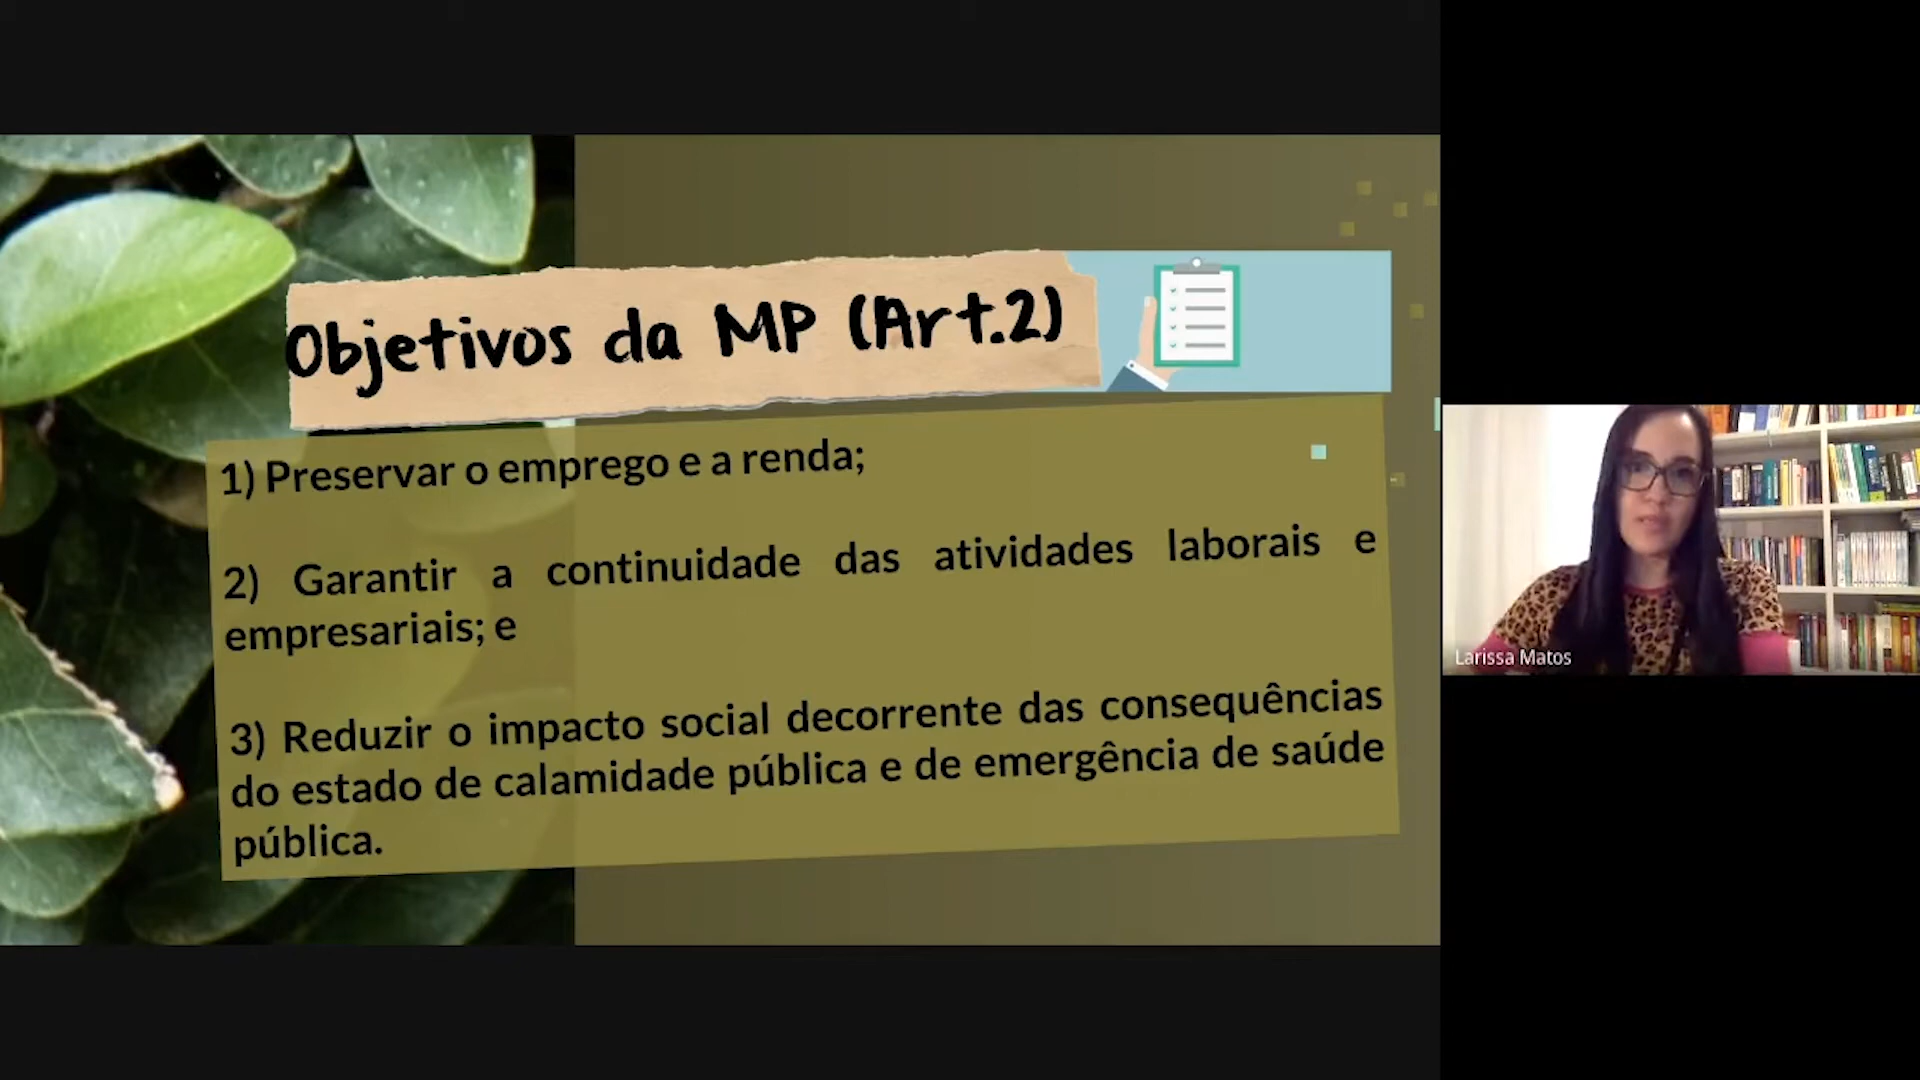 Objetivos da MP (Art.2)
1) Preservar o emprego e a renda;
2) Garantir a continuidade das atividades laborais e
empresariais; e
3) Reduzir o impacto social decorrente das consequências
do estado de calamidade pública e de emergência de saúde
pública.
Larissa Matos